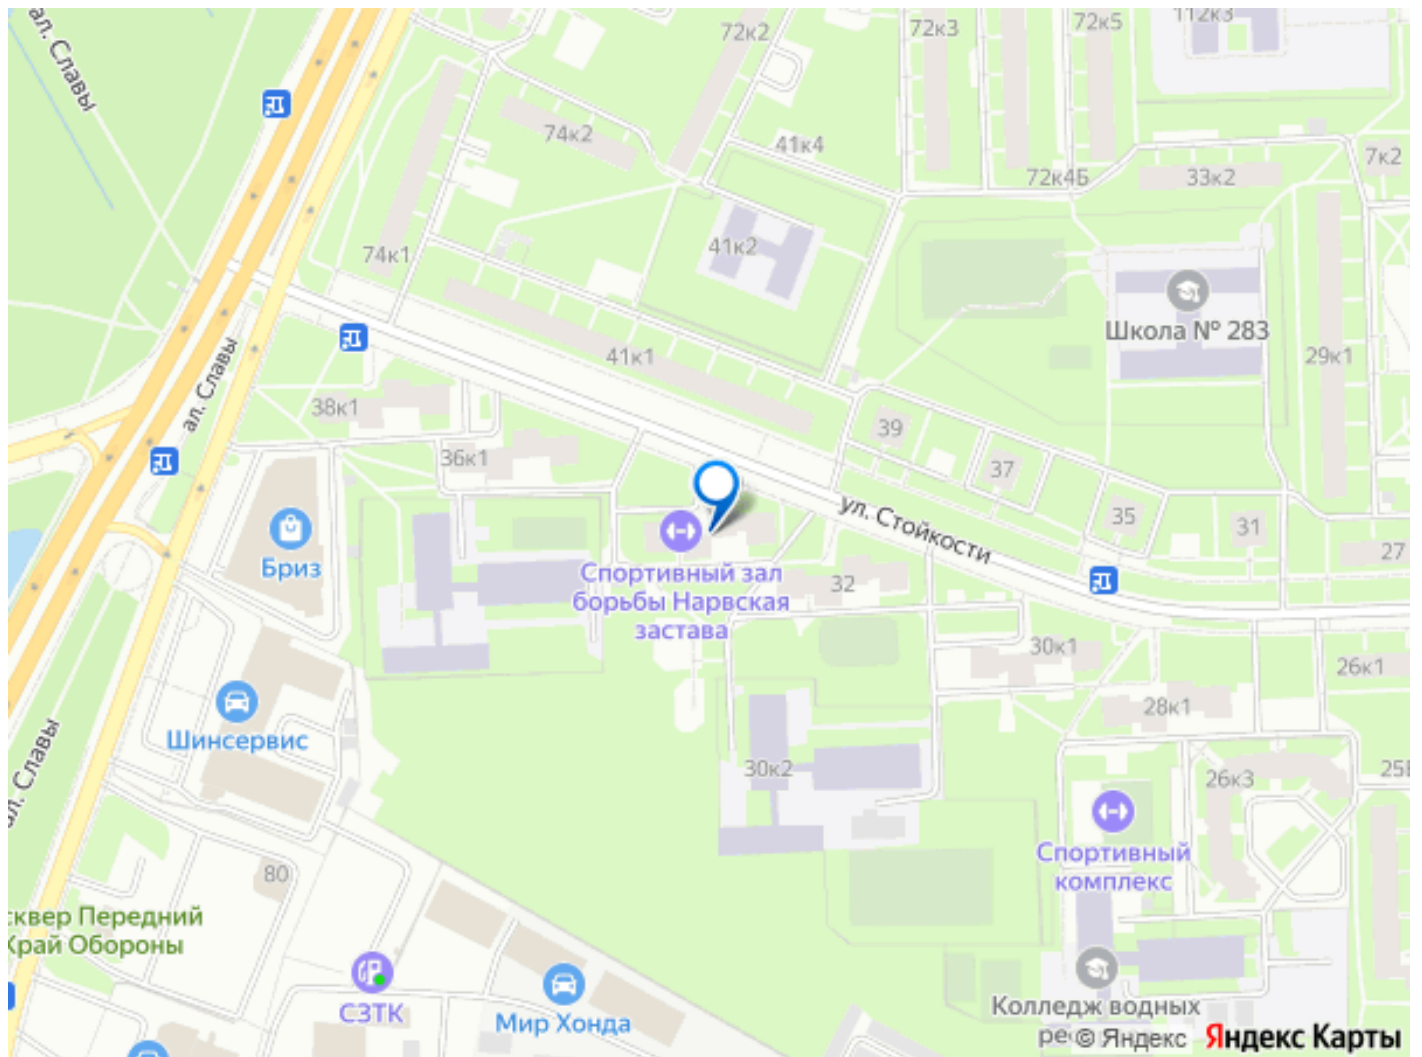 ал. Славы
72к2
72к3
72к5
112к3
74к2
41к4
72к4Б
33к2
7к2
74к1
41к2
Школа № 283
41к1
29к1
ал. Славы
38к1
39
36к1
37
ул. Стойкости
35
31
27
Бриз
Спортивный зал
борьбы Нарвская
застава
32
30к1
26к1
28к1
Шинсервис
ал. Славы
30к2
26к3
25
Спортивный
комплекс
80
сквер Передний
Край Обороны
СЗТК
Мир Хонда
Колледж водных
© Яндекс
Яндекс Карты